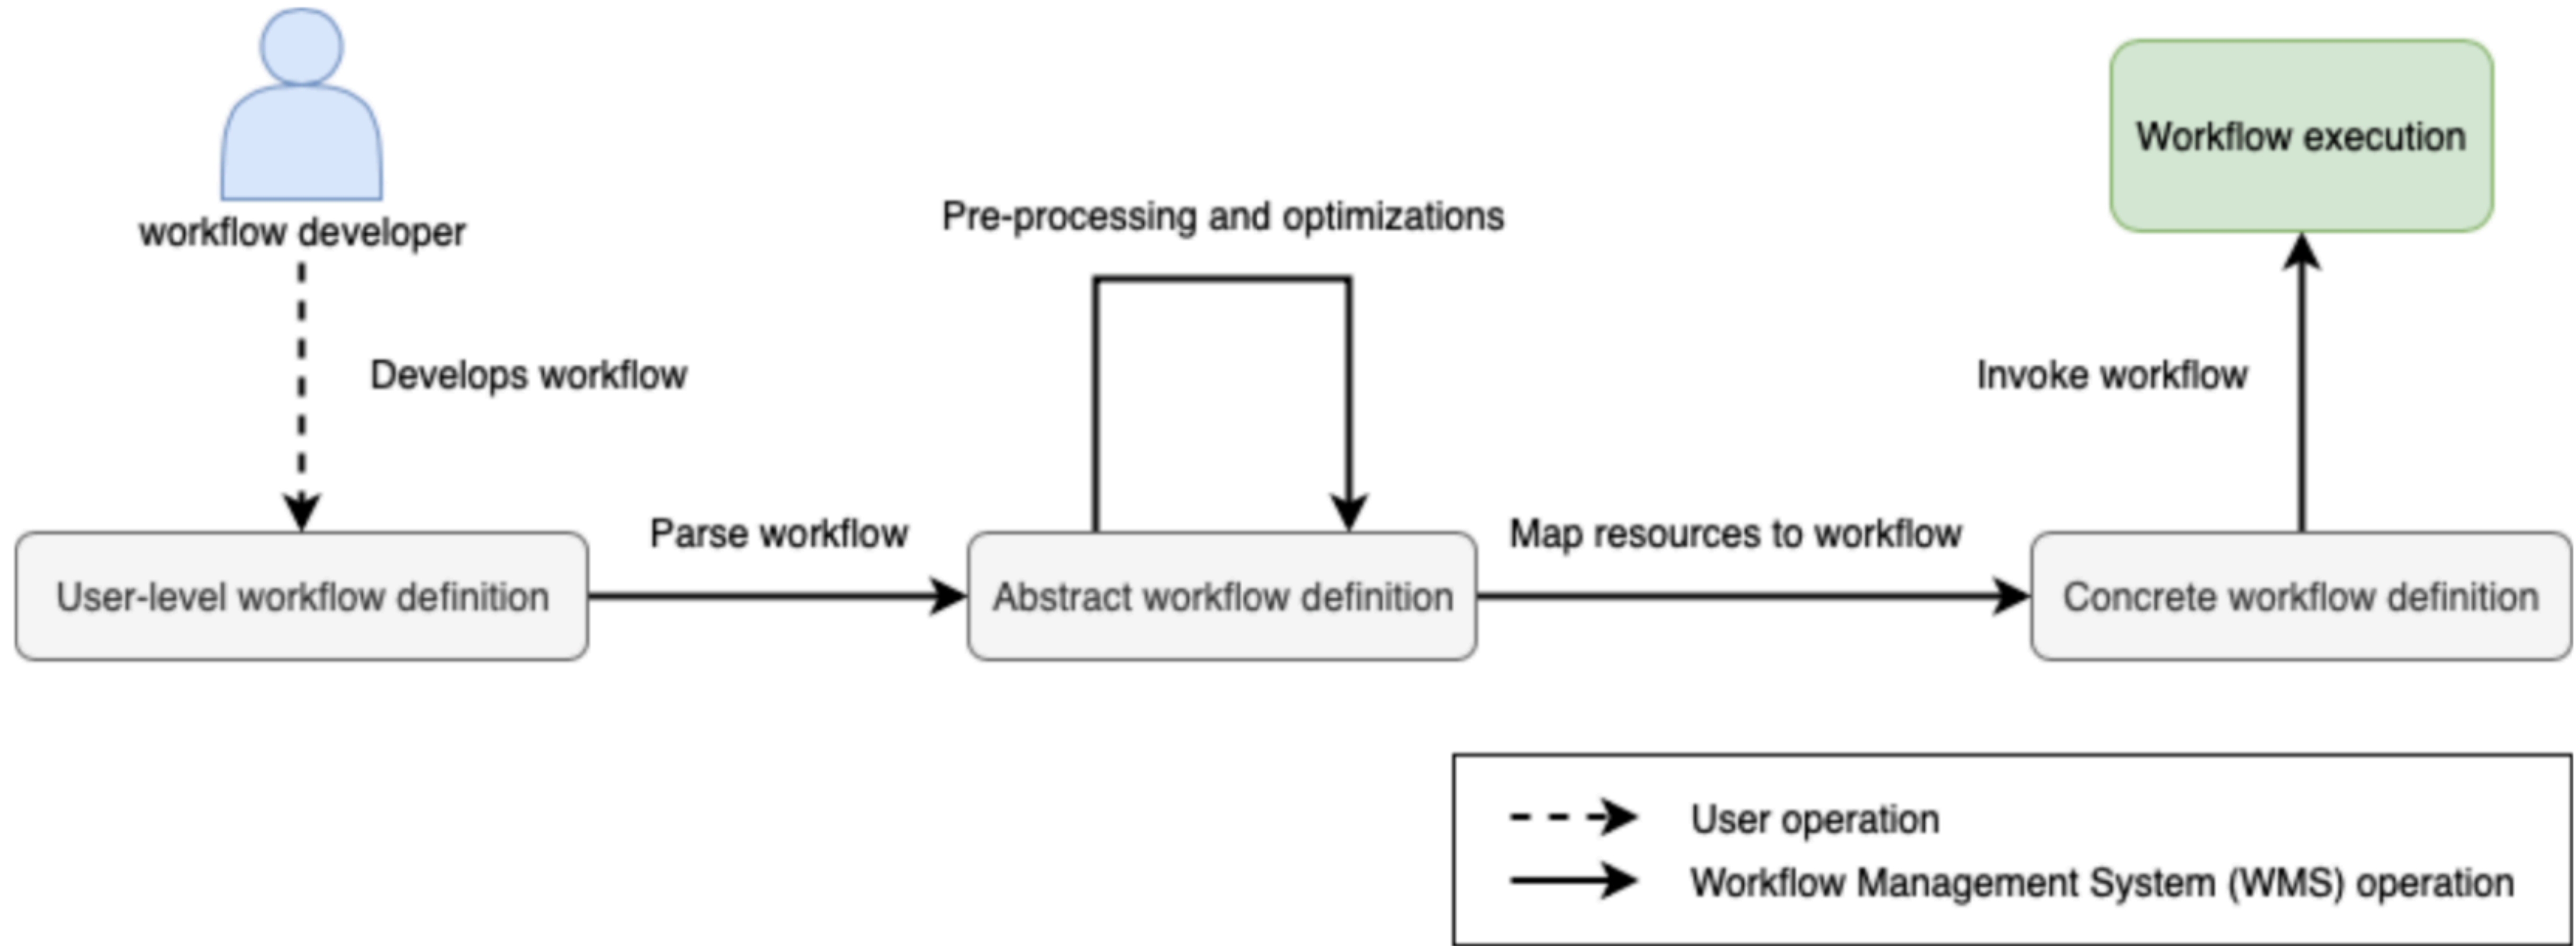 workflow developer
Develops workflow
User-level workflow definition
Parse workflow
Pre-processing and optimizations
Abstract workflow definition
Map resources to workflow
Concrete workflow definition
Invoke workflow
Workflow execution
User operation
Workflow Management System (WMS) operation